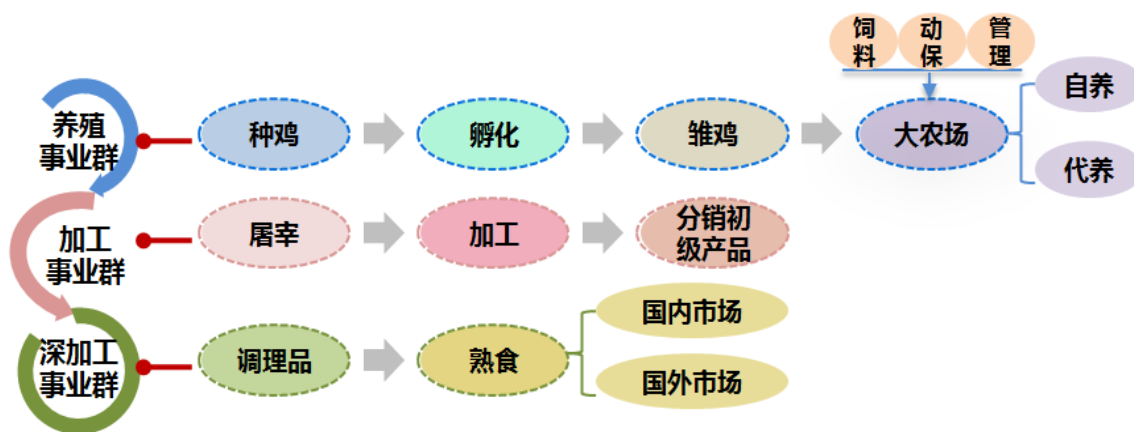 饲料
动保
管理
养殖
事业群
种鸡
孵化
雏鸡
大农场
自养
代养
加工
事业群
屠宰
加工
分销初
级产品
深加工
事业群
调理品
熟食
国内市场
国外市场